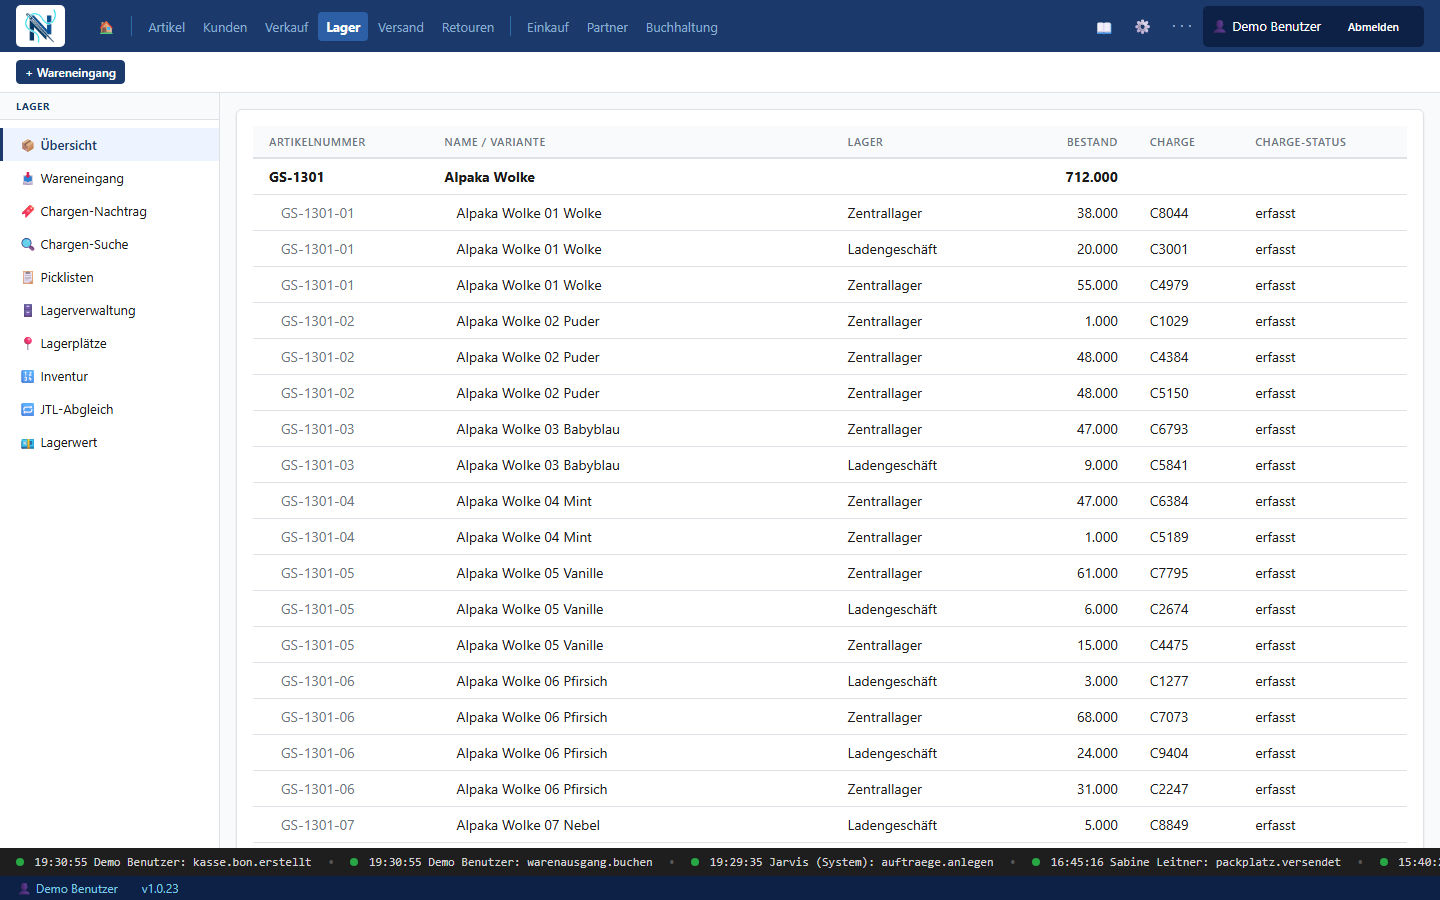 Artikel Kunden Verkauf Lager Versand Retouren Einkauf Partner Buchhaltung ··· Demo Benutzer Abmelden
+ Wareneingang
LAGER
Übersicht
Wareneingang
Chargen-Nachtrag
Chargen-Suche
Picklisten
Lagerverwaltung
Lagerplätze
Inventur
JTL-Abgleich
Lagerwert
ARTIKELNUMMER NAME / VARIANTE LAGER BESTAND CHARGE CHARGE-STATUS
GS-1301 Alpaka Wolke 712.000
GS-1301-01 Alpaka Wolke 01 Wolke Zentrallager 38.000 C8044 erfasst
GS-1301-01 Alpaka Wolke 01 Wolke Ladengeschäft 20.000 C3001 erfasst
GS-1301-01 Alpaka Wolke 01 Wolke Zentrallager 55.000 C4979 erfasst
GS-1301-02 Alpaka Wolke 02 Puder Zentrallager 1.000 C1029 erfasst
GS-1301-02 Alpaka Wolke 02 Puder Zentrallager 48.000 C4384 erfasst
GS-1301-02 Alpaka Wolke 02 Puder Zentrallager 48.000 C5150 erfasst
GS-1301-03 Alpaka Wolke 03 Babyblau Zentrallager 47.000 C6793 erfasst
GS-1301-03 Alpaka Wolke 03 Babyblau Ladengeschäft 9.000 C5841 erfasst
GS-1301-04 Alpaka Wolke 04 Mint Zentrallager 47.000 C6384 erfasst
GS-1301-04 Alpaka Wolke 04 Mint Zentrallager 1.000 C5189 erfasst
GS-1301-05 Alpaka Wolke 05 Vanille Zentrallager 61.000 C7795 erfasst
GS-1301-05 Alpaka Wolke 05 Vanille Ladengeschäft 6.000 C2674 erfasst
GS-1301-05 Alpaka Wolke 05 Vanille Zentrallager 15.000 C4475 erfasst
GS-1301-06 Alpaka Wolke 06 Pfirsich Ladengeschäft 3.000 C1277 erfasst
GS-1301-06 Alpaka Wolke 06 Pfirsich Zentrallager 68.000 C7073 erfasst
GS-1301-06 Alpaka Wolke 06 Pfirsich Ladengeschäft 24.000 C9404 erfasst
GS-1301-06 Alpaka Wolke 06 Pfirsich Zentrallager 31.000 C2247 erfasst
GS-1301-07 Alpaka Wolke 07 Nebel Ladengeschäft 5.000 C8849 erfasst
19:30:55 Demo Benutzer: kasse.bon.erstellt • 19:30:55 Demo Benutzer: warenausgang.buchen • 19:29:35 Jarvis (System): auftraege.anlegen • 16:45:16 Sabine Leitner: packplatz.versendet • 15:40:
Demo Benutzer v1.0.23